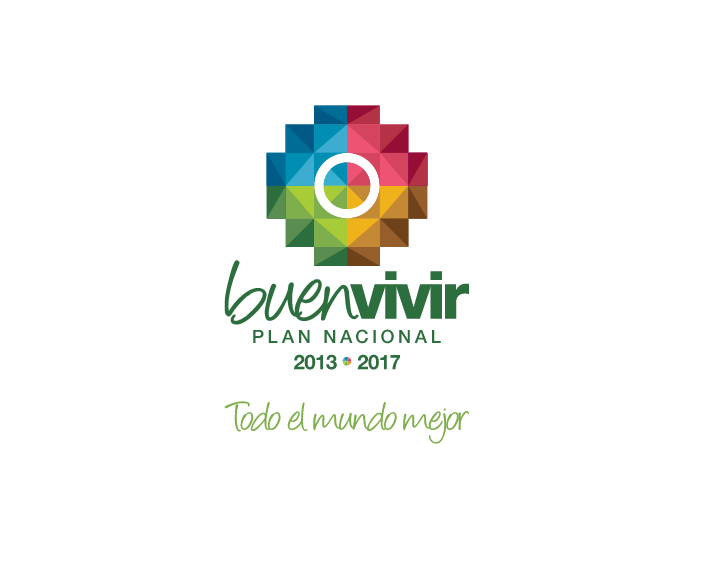 buenvivir
PLAN NACIONAL
2013 • 2017
Todo el mundo mejor